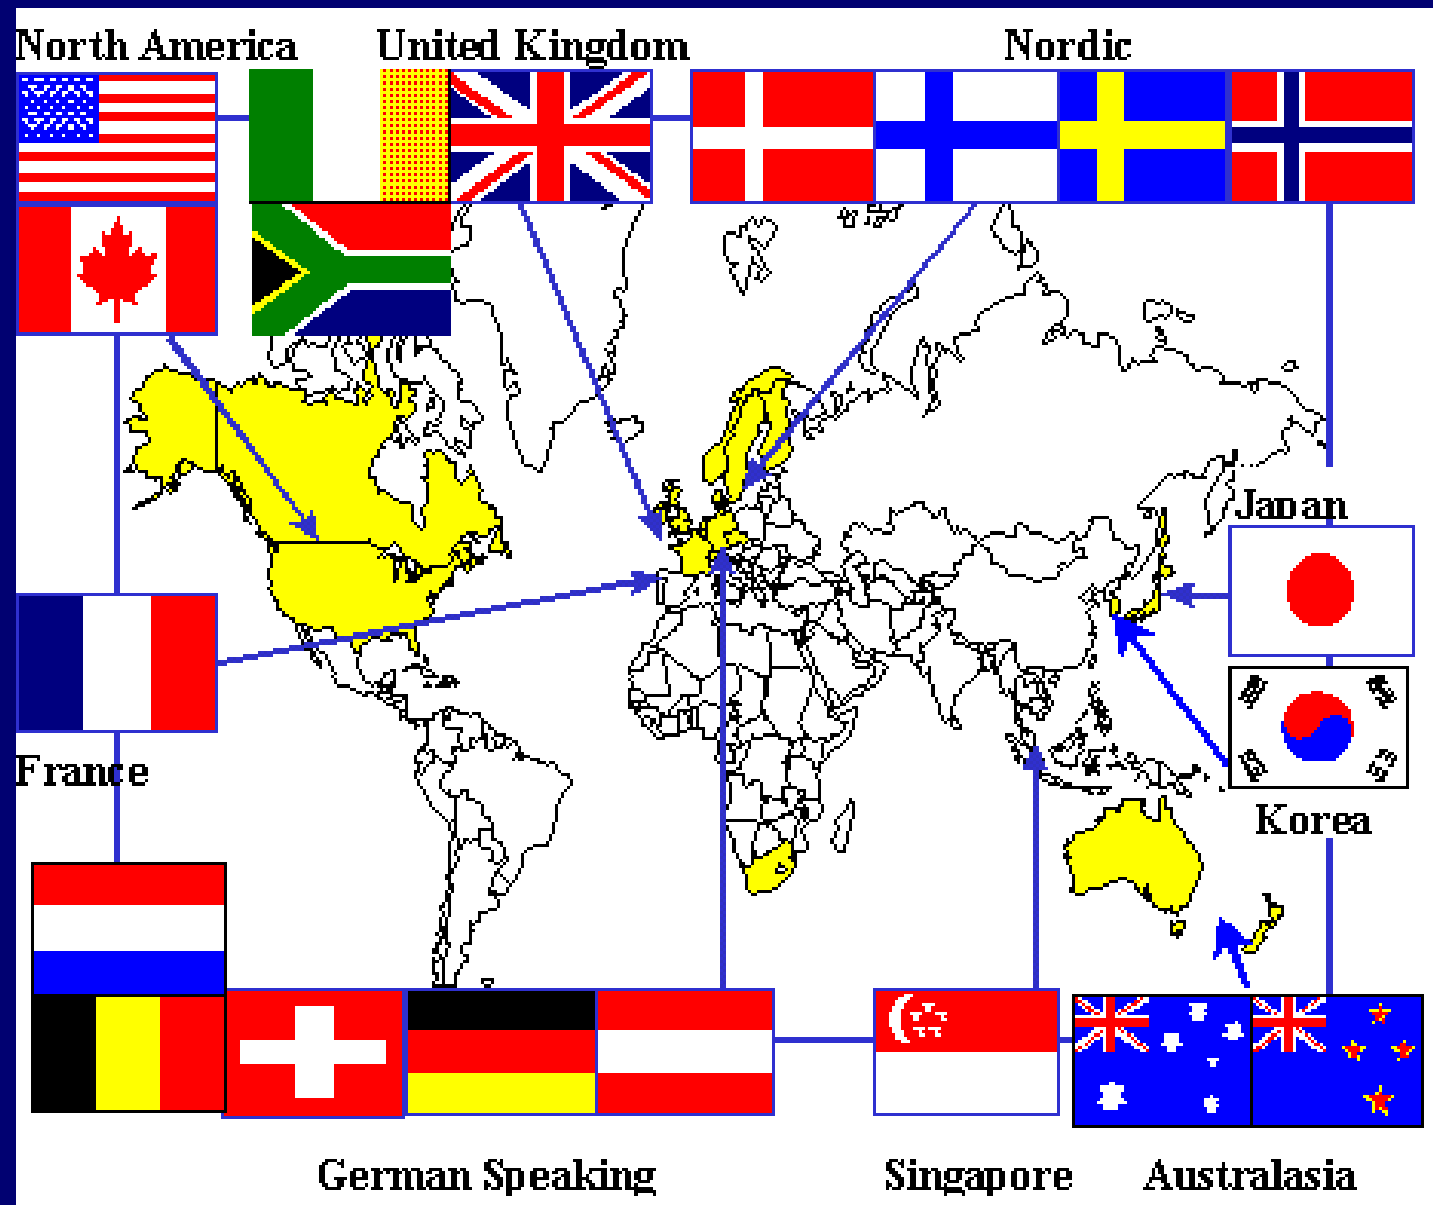 North America
United Kingdom
Nordic
Japan
France
Korea
German Speaking
Singapore
Australasia